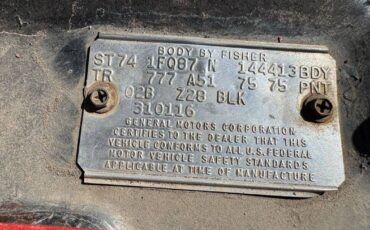 BODY BY FISHER
ST74 1FQ87 N 144413 BDY
TR 777 A51 75 75 PNT
02B Z28 BLK
310116
GENERAL MOTORS CORPORATION
CERTIFIES TO THE DEALER THAT THIS
VEHICLE CONFORMS TO ALL U.S. FEDERAL
MOTOR VEHICLE SAFETY STANDARDS
APPLICABLE AT TIME OF MANUFACTURE